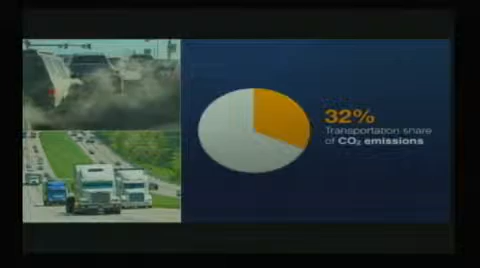 32%
Transportation share
of CO₂ emissions